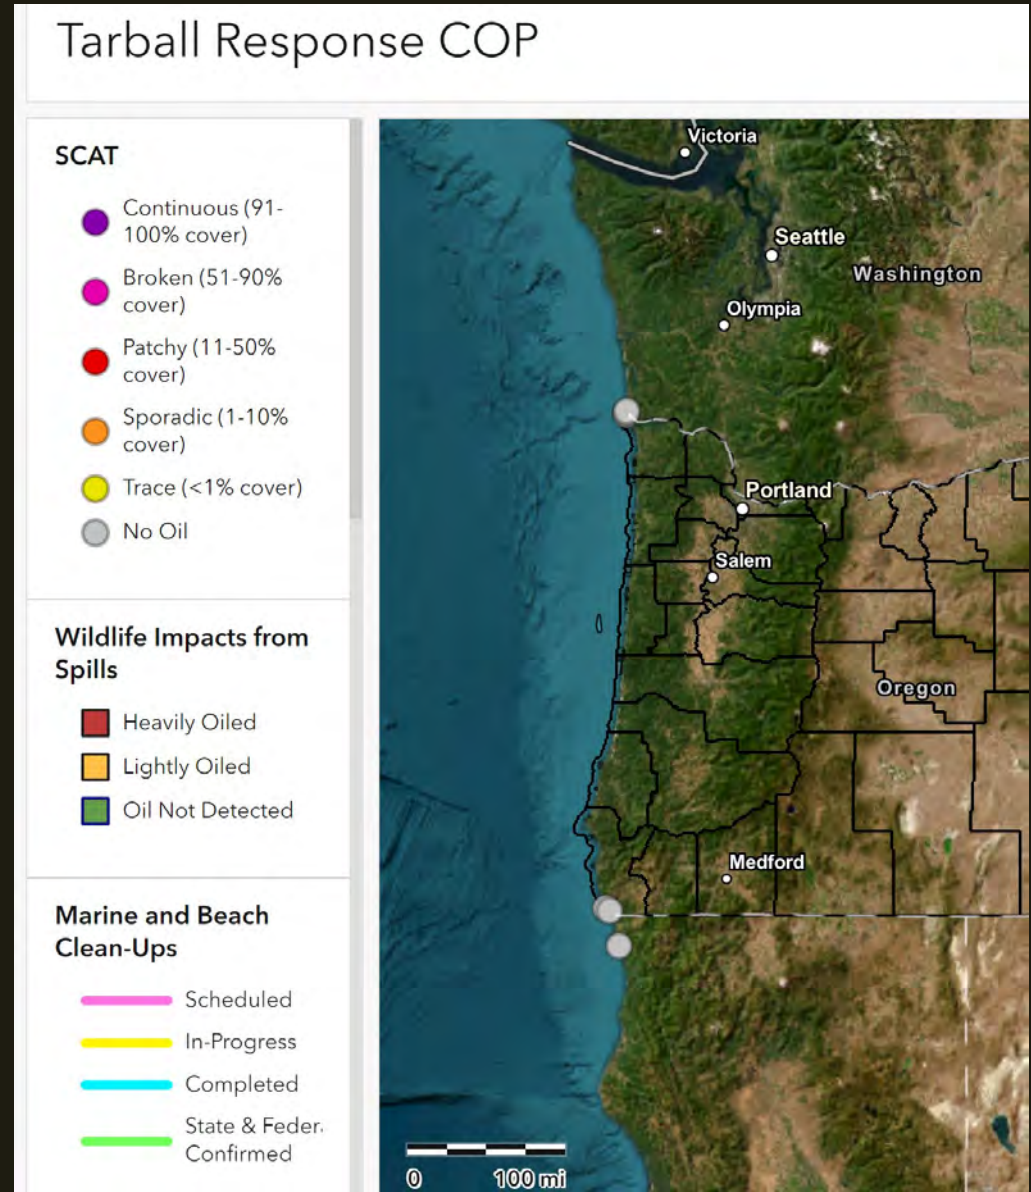 Tarball Response COP
SCAT
Continuous (91-
100% cover)
Broken (51-90%
cover)
Patchy (11-50%
cover)
Sporadic (1-10%
cover)
Trace (<1% cover)
No Oil
Wildlife Impacts from
Spills
Heavily Oiled
Lightly Oiled
Oil Not Detected
Marine and Beach
Clean-Ups
Scheduled
In-Progress
Completed
State & Feder
Confirmed
Victoria
Seattle
Washington
Olympia
Portland
Salem
Oregon
Medford
0 100 mi